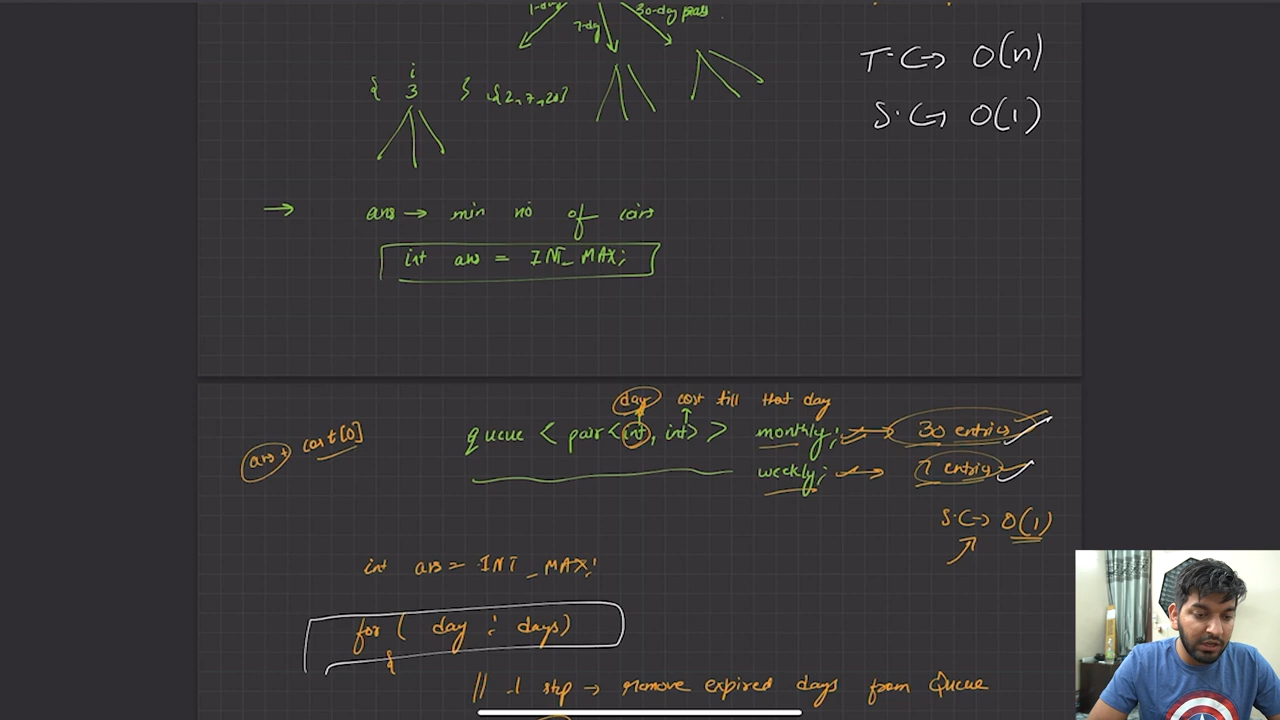 1-day 7-day 30-day pass
T.C → O(n)
i
{ 3 } i{2,7,20}
S.C → O(1)
→ ans → min no of
int ans = INT_MAX;
day cost till that day
ans + cost[0]
queue < pair<int, int> > monthly; → 30 entries
weekly; → 7 entries
S.C → O(1)
int ans = INT_MAX;
for ( day : days)
{
// 1 step → remove expired days from Queue